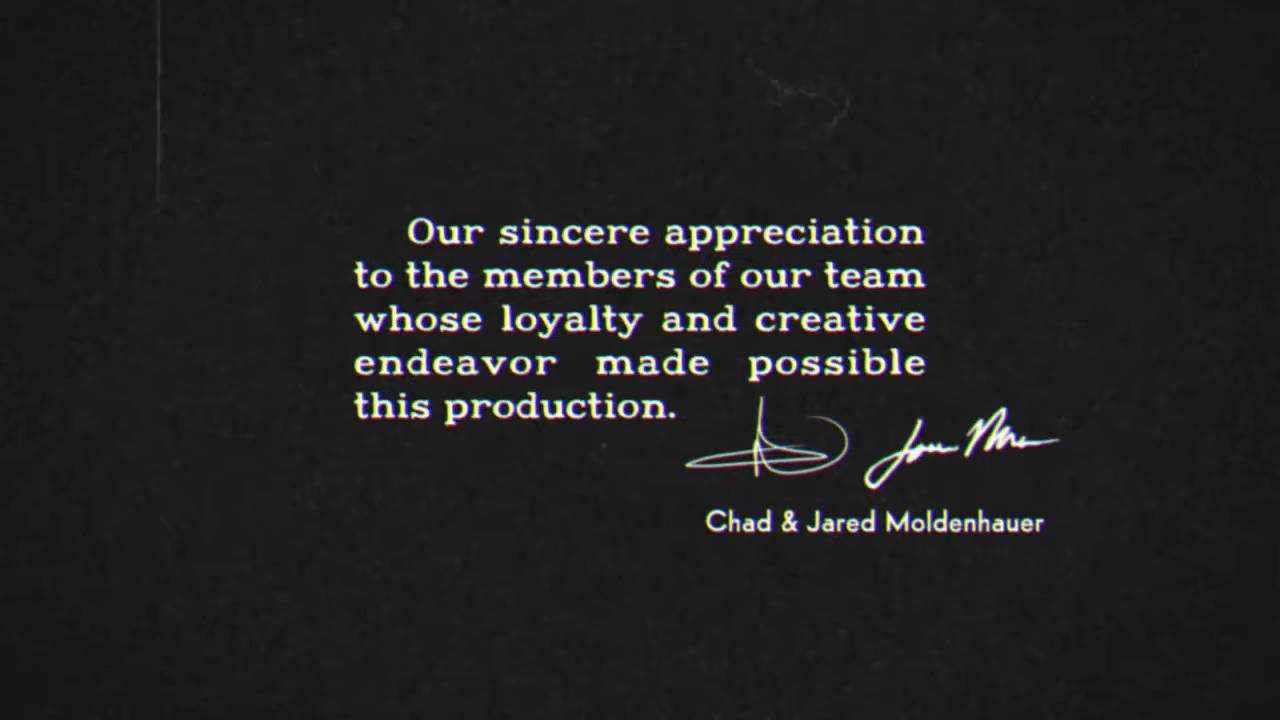 Our sincere appreciation
to the members of our team
whose loyalty and creative
endeavor made possible
this production.
Chad & Jared Moldenhauer